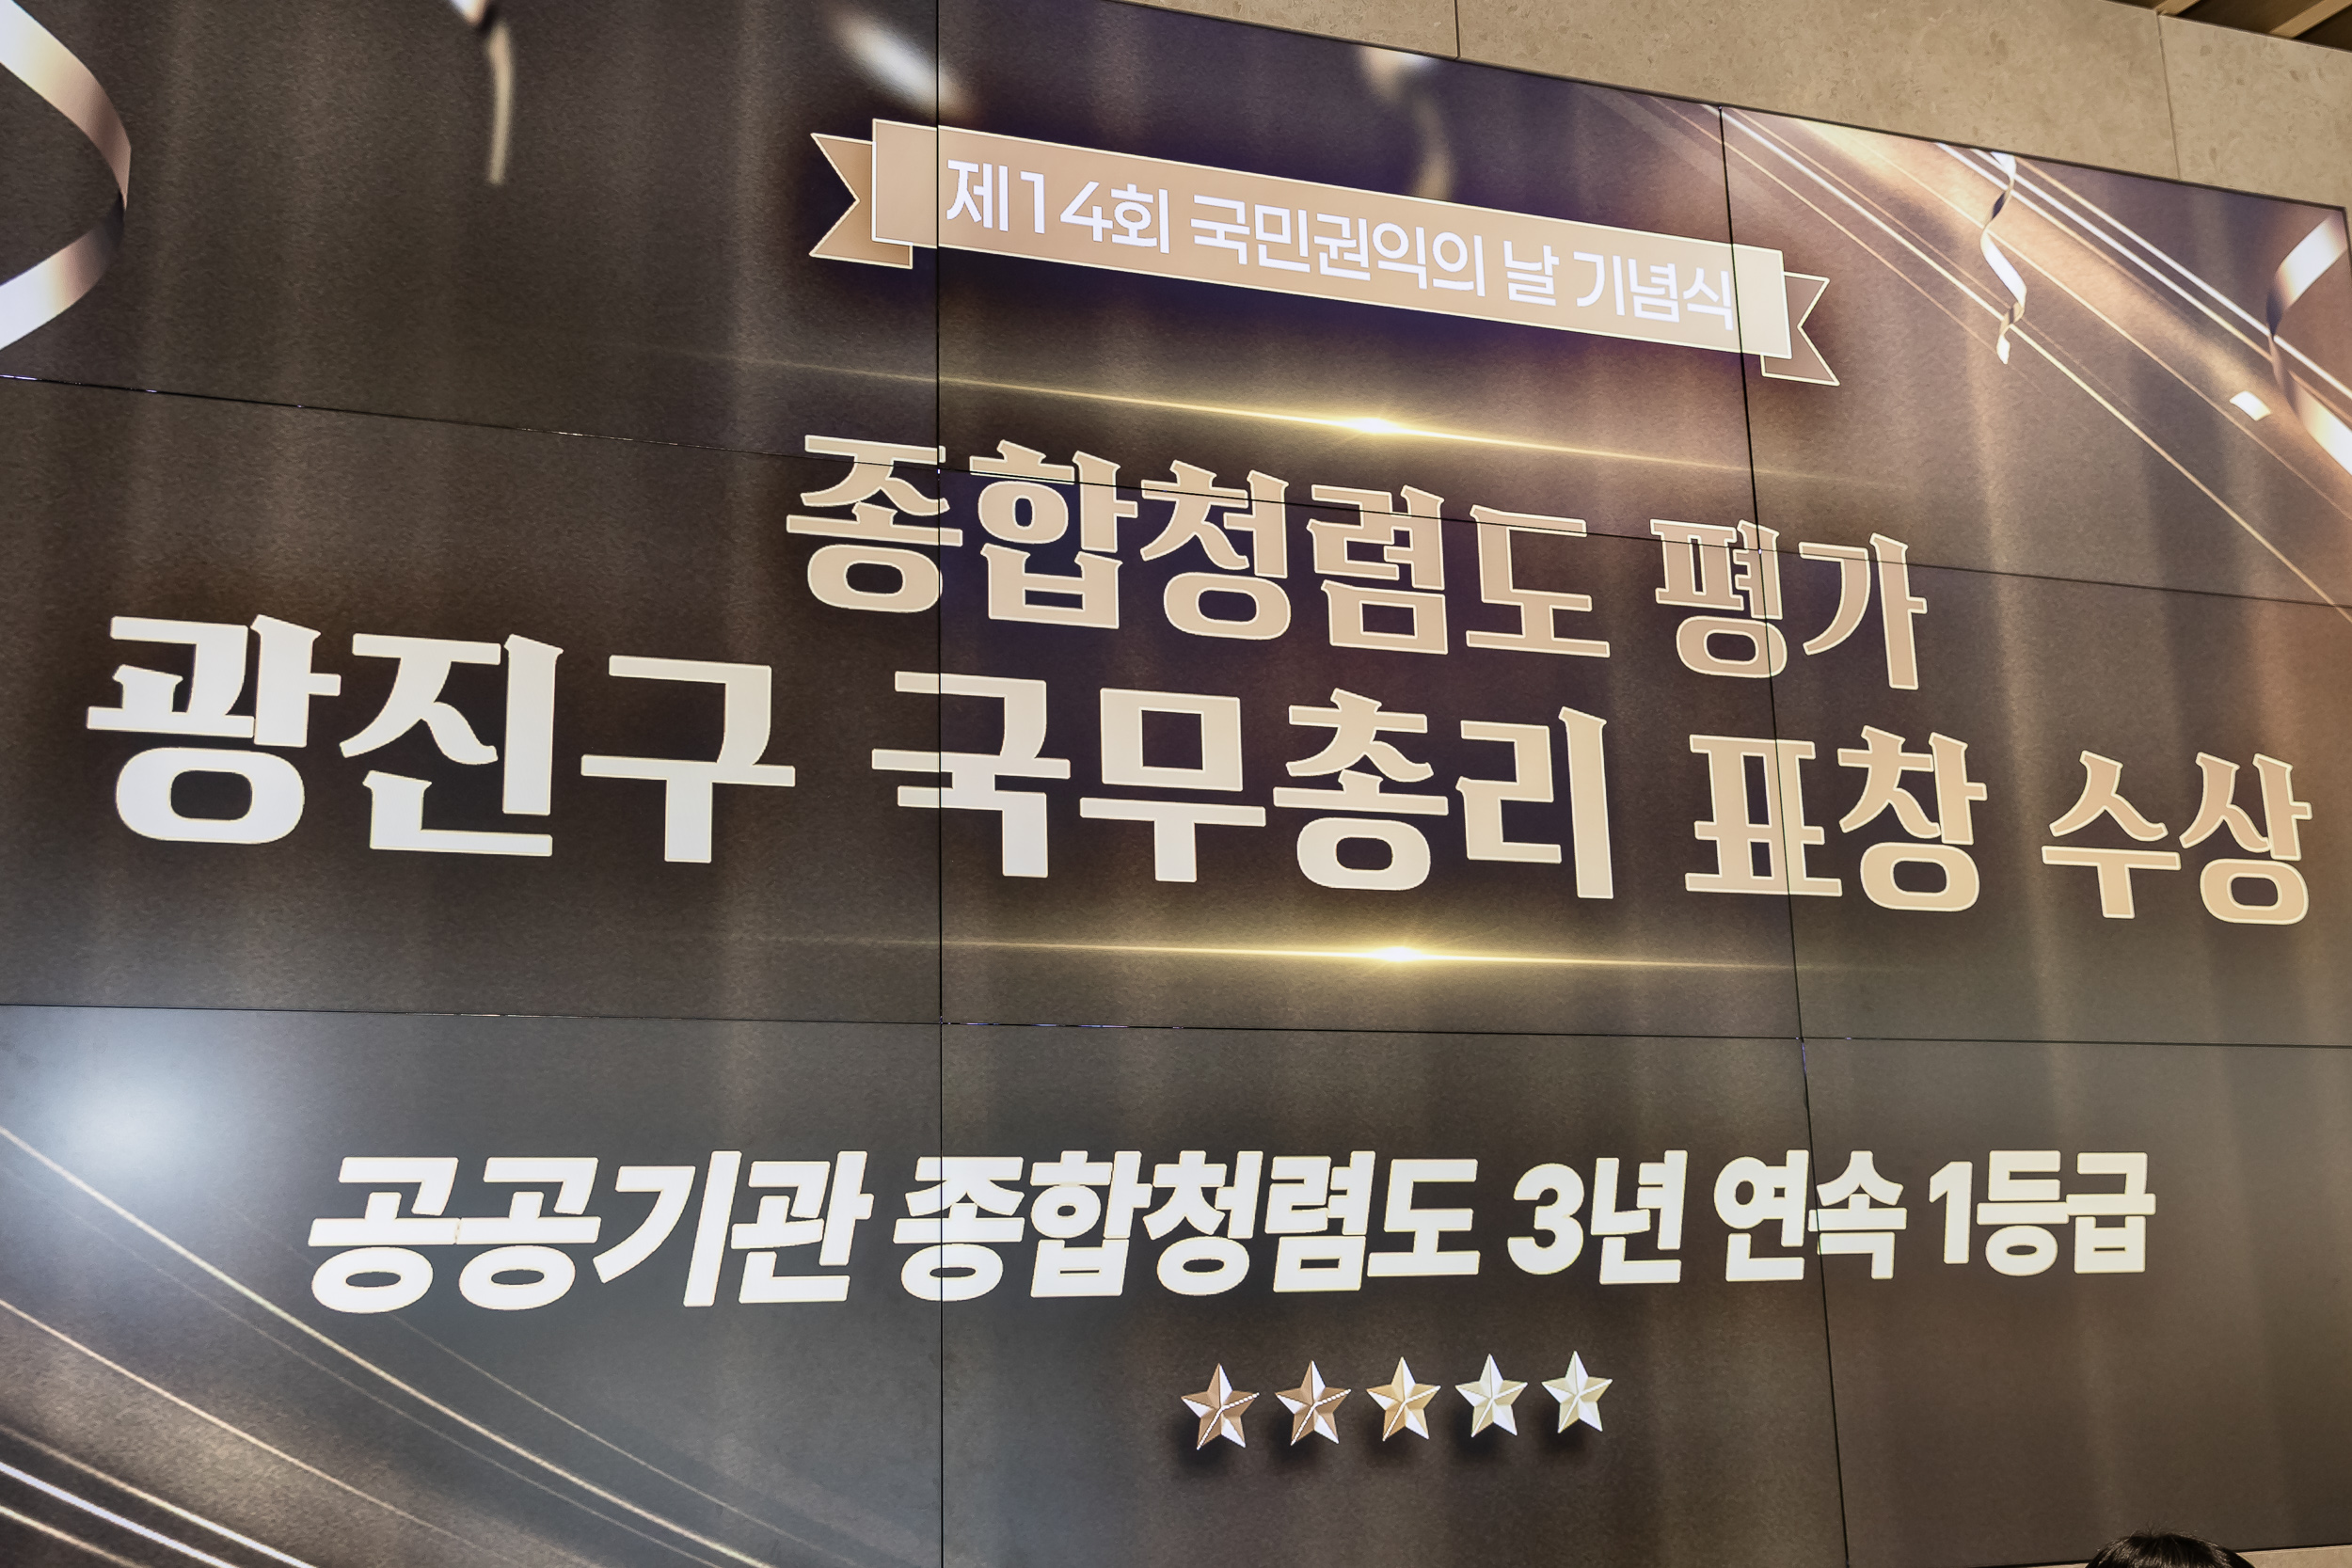 제14회 국민권익의 날 기념식
종합청렴도 평가
광진구 국무총리 표창 수상
공공기관 종합청렴도 3년 연속 1등급